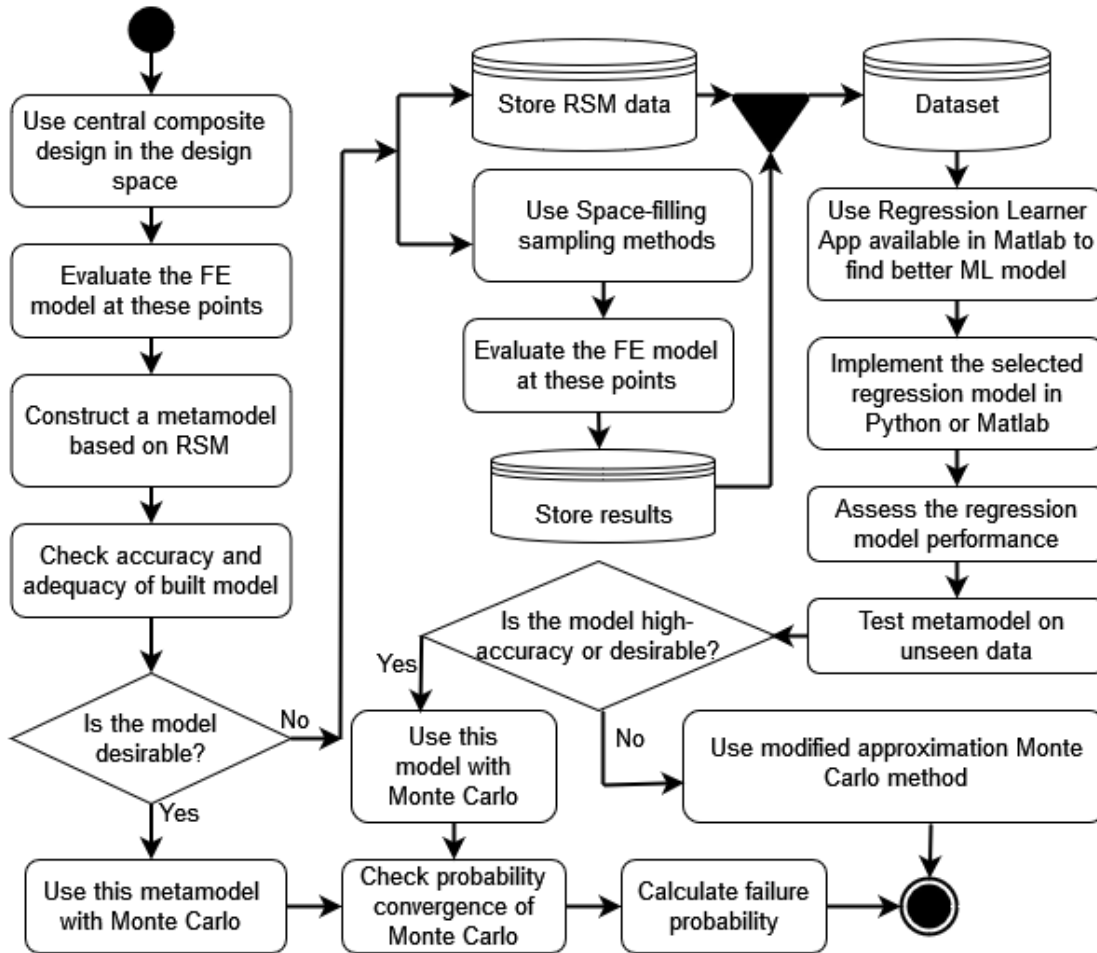 Use central composite
design in the design
space
Evaluate the FE
model at these points
Construct a metamodel
based on RSM
Check accuracy and
adequacy of built model
Is the model
desirable?
No
Yes
Use this metamodel
with Monte Carlo
Store RSM data
Use Space-filling
sampling methods
Evaluate the FE model
at these points
Store results
Dataset
Use Regression Learner
App available in Matlab to
find better ML model
Implement the selected
regression model in
Python or Matlab
Assess the regression
model performance
Test metamodel on
unseen data
Is the model high-
accuracy or desirable?
Yes
No
Use this
model with
Monte Carlo
Use modified approximation Monte
Carlo method
Check probability
convergence of
Monte Carlo
Calculate failure
probability